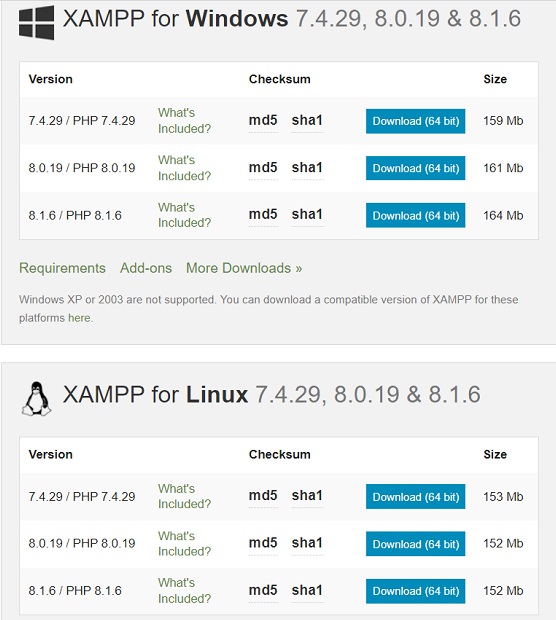 XAMPP for Windows 7.4.29, 8.0.19 & 8.1.6
Version Checksum Size
7.4.29 / PHP 7.4.29 What's Included? md5 sha1 Download (64 bit) 159 Mb
8.0.19 / PHP 8.0.19 What's Included? md5 sha1 Download (64 bit) 161 Mb
8.1.6 / PHP 8.1.6 What's Included? md5 sha1 Download (64 bit) 164 Mb
Requirements Add-ons More Downloads »
Windows XP or 2003 are not supported. You can download a compatible version of XAMPP for these
platforms here.
XAMPP for Linux 7.4.29, 8.0.19 & 8.1.6
Version Checksum Size
7.4.29 / PHP 7.4.29 What's Included? md5 sha1 Download (64 bit) 153 Mb
8.0.19 / PHP 8.0.19 What's Included? md5 sha1 Download (64 bit) 152 Mb
8.1.6 / PHP 8.1.6 What's Included? md5 sha1 Download (64 bit) 152 Mb